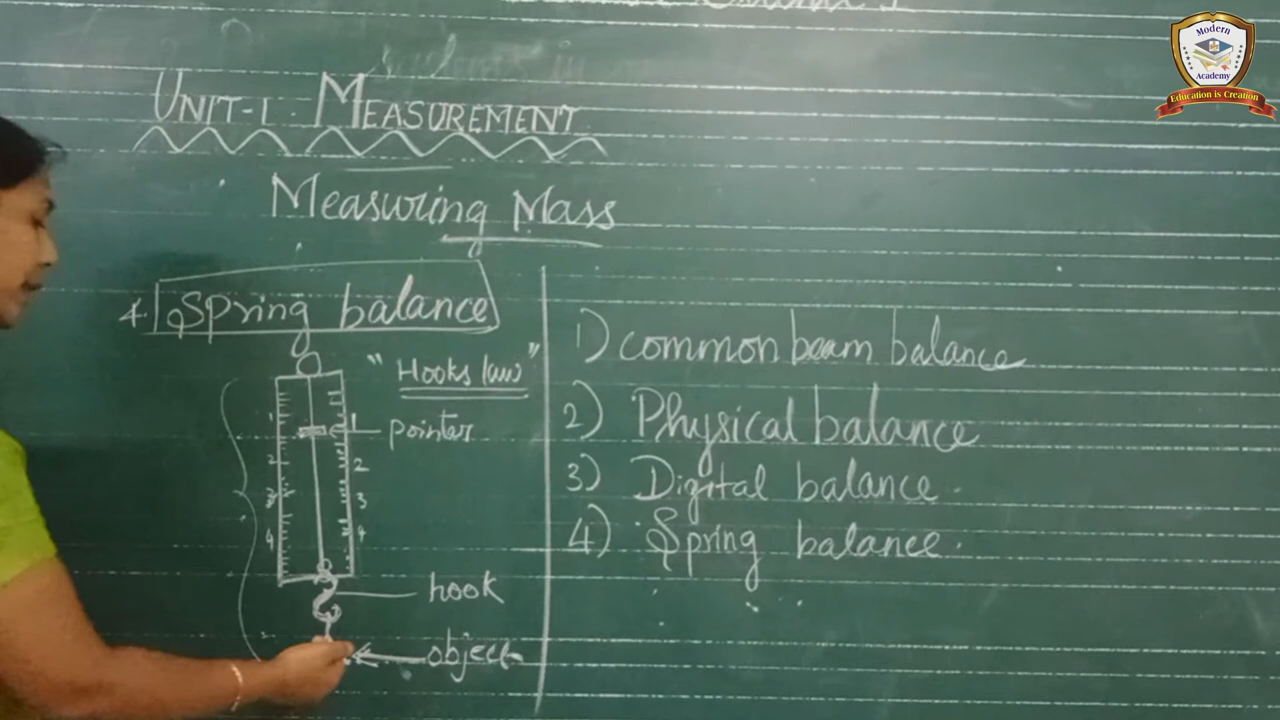 UNIT-1. MEASUREMENT
Measuring Mass
4. Spring balance
"Hooks law"
pointer
1 1
2 2
3 3
4 4
hook
object
1) common beam balance
2) Physical balance
3) Digital balance.
4) Spring balance.
Modern
Academy
Education is Creation